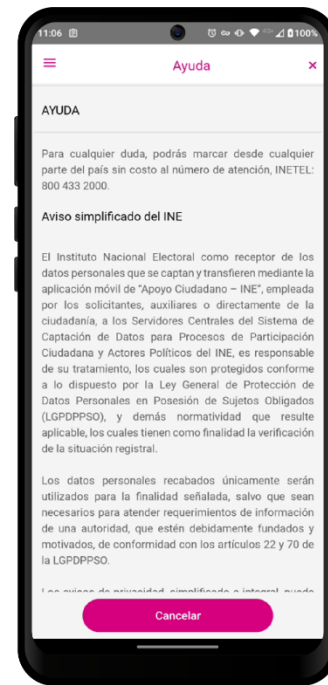 11:06
100%
Ayuda
AYUDA
Para cualquier duda, podrás marcar desde cualquier
parte del país sin costo al número de atención, INETEL:
800 433 2000.
Aviso simplificado del INE
El Instituto Nacional Electoral como receptor de los
datos personales que se captan y transfieren mediante la
aplicación móvil de “Apoyo Ciudadano – INE”, empleada
por los solicitantes, auxiliares o directamente de la
ciudadanía, a los Servidores Centrales del Sistema de
Captación de Datos para Procesos de Participación
Ciudadana y Actores Políticos del INE, es responsable
de su tratamiento, los cuales son protegidos conforme
a lo dispuesto por la Ley General de Protección de
Datos Personales en Posesión de Sujetos Obligados
(LGPDPPSO), y demás normatividad que resulte
aplicable, los cuales tienen como finalidad la verificación
de la situación registral.
Los datos personales recabados únicamente serán
utilizados para la finalidad señalada, salvo que sean
necesarios para atender requerimientos de información
de una autoridad, que estén debidamente fundados y
motivados, de conformidad con los artículos 22 y 70 de
la LGPDPPSO.
Los avisos de privacidad, simplificado e integral, puede
Cancelar